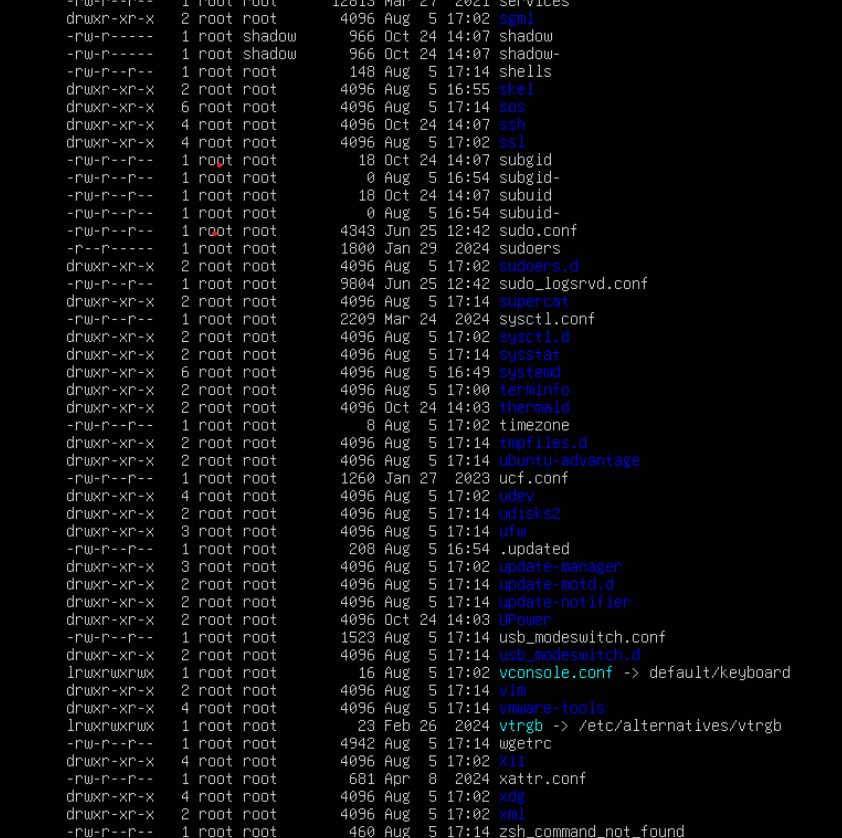 -rw-r--r-- 1 root root 12813 Mar 27 2021 services
drwxr-xr-x 2 root root 4096 Aug 5 17:02 sgml
-rw-r----- 1 root shadow 966 Oct 24 14:07 shadow
-rw-r----- 1 root shadow 966 Oct 24 14:07 shadow-
-rw-r--r-- 1 root root 148 Aug 5 17:14 shells
drwxr-xr-x 2 root root 4096 Aug 5 16:55 skel
drwxr-xr-x 6 root root 4096 Aug 5 17:14 sos
drwxr-xr-x 4 root root 4096 Oct 24 14:07 ssh
drwxr-xr-x 4 root root 4096 Aug 5 17:02 ssl
-rw-r--r-- 1 root root 18 Oct 24 14:07 subgid
-rw-r--r-- 1 root root 0 Aug 5 16:54 subgid-
-rw-r--r-- 1 root root 18 Oct 24 14:07 subuid
-rw-r--r-- 1 root root 0 Aug 5 16:54 subuid-
-rw-r--r-- 1 root root 4343 Jun 25 12:42 sudo.conf
-r--r----- 1 root root 1800 Jan 29 2024 sudoers
drwxr-xr-x 2 root root 4096 Aug 5 17:02 sudoers.d
-rw-r--r-- 1 root root 9804 Jun 25 12:42 sudo_logsrvd.conf
drwxr-xr-x 2 root root 4096 Aug 5 17:14 supercat
-rw-r--r-- 1 root root 2209 Mar 24 2024 sysctl.conf
drwxr-xr-x 2 root root 4096 Aug 5 17:02 sysctl.d
drwxr-xr-x 2 root root 4096 Aug 5 17:14 sysstat
drwxr-xr-x 6 root root 4096 Aug 5 16:49 systemd
drwxr-xr-x 2 root root 4096 Aug 5 17:00 terminfo
drwxr-xr-x 2 root root 4096 Oct 24 14:03 thermald
-rw-r--r-- 1 root root 8 Aug 5 17:02 timezone
drwxr-xr-x 2 root root 4096 Aug 5 17:14 tmpfiles.d
drwxr-xr-x 2 root root 4096 Aug 5 17:14 ubuntu-advantage
-rw-r--r-- 1 root root 1260 Jan 27 2023 ucf.conf
drwxr-xr-x 4 root root 4096 Aug 5 17:02 udev
drwxr-xr-x 2 root root 4096 Aug 5 17:14 udisks2
drwxr-xr-x 3 root root 4096 Aug 5 17:14 ufw
-rw-r--r-- 1 root root 208 Aug 5 16:54 .updated
drwxr-xr-x 3 root root 4096 Aug 5 17:02 update-manager
drwxr-xr-x 2 root root 4096 Aug 5 17:14 update-motd.d
drwxr-xr-x 2 root root 4096 Aug 5 17:14 update-notifier
drwxr-xr-x 2 root root 4096 Oct 24 14:03 UPower
-rw-r--r-- 1 root root 1523 Aug 5 17:14 usb_modeswitch.conf
drwxr-xr-x 2 root root 4096 Aug 5 17:14 usb_modeswitch.d
lrwxrwxrwx 1 root root 16 Aug 5 17:02 vconsole.conf -> default/keyboard
drwxr-xr-x 2 root root 4096 Aug 5 17:14 vim
drwxr-xr-x 4 root root 4096 Aug 5 17:14 vmware-tools
lrwxrwxrwx 1 root root 23 Feb 26 2024 vtrgb -> /etc/alternatives/vtrgb
-rw-r--r-- 1 root root 4942 Aug 5 17:14 wgetrc
drwxr-xr-x 4 root root 4096 Aug 5 17:02 X11
-rw-r--r-- 1 root root 681 Apr 8 2024 xattr.conf
drwxr-xr-x 4 root root 4096 Aug 5 17:02 xdg
drwxr-xr-x 2 root root 4096 Aug 5 17:02 xml
-rw-r--r-- 1 root root 460 Aug 5 17:14 zsh_command_not_found